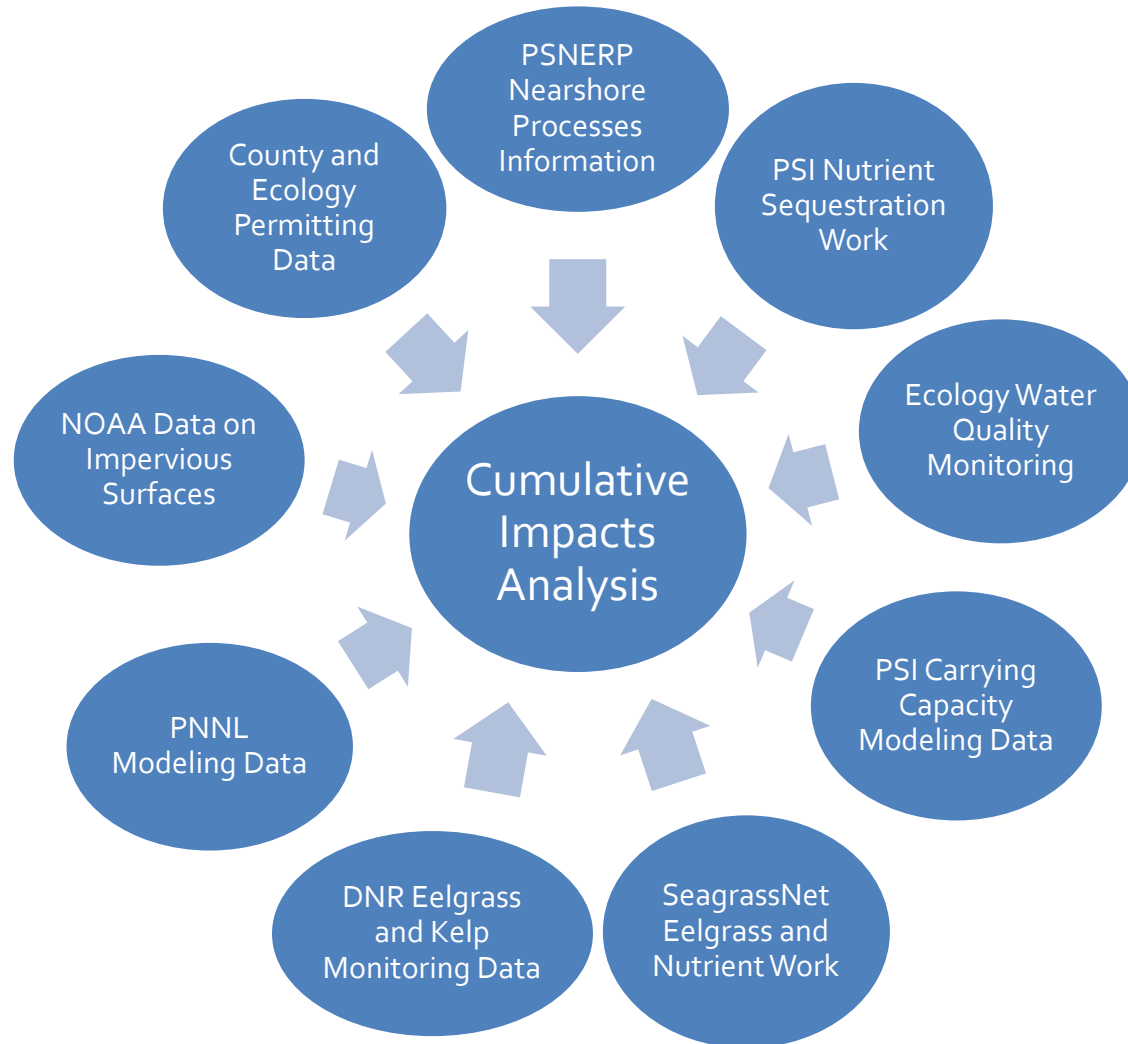 PSNERP
Nearshore
Processes
Information
PSI Nutrient
Sequestration
Work
Ecology Water
Quality
Monitoring
PSI Carrying
Capacity
Modeling Data
SeagrassNet
Eelgrass and
Nutrient Work
DNR Eelgrass
and Kelp
Monitoring Data
PNNL
Modeling Data
NOAA Data on
Impervious
Surfaces
County and
Ecology
Permitting
Data
Cumulative
Impacts
Analysis